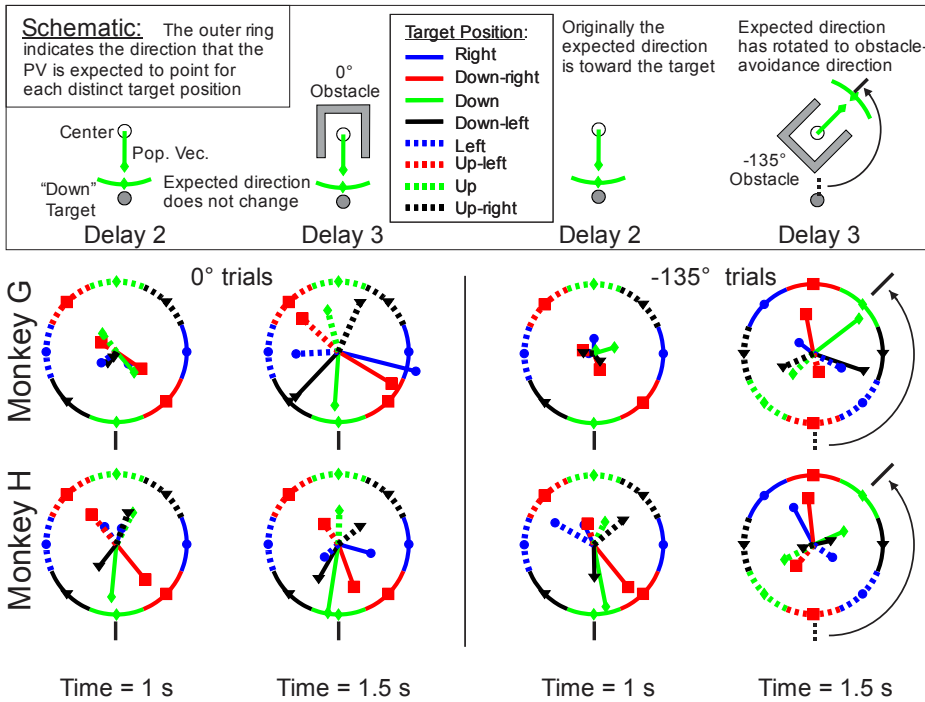 Schematic: The outer ring
indicates the direction that the
PV is expected to point for
each distinct target position
0°
Obstacle
Center
Pop. Vec.
“Down”
Target
Expected direction
does not change
Delay 2
Delay 3
Target Position:
Right
Down-right
Down
Down-left
Left
Up-left
Up
Up-right
Originally the
expected direction
is toward the target
Expected direction
has rotated to obstacle-
avoidance direction
-135°
Obstacle
Delay 2
Delay 3
0° trials
-135° trials
Monkey G
Monkey H
Time = 1 s
Time = 1.5 s
Time = 1 s
Time = 1.5 s